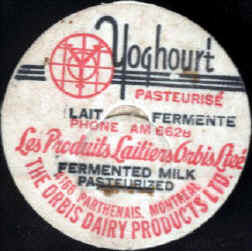 Yoghourt
PASTEURISÉ
LAIT FERMENTE
PHONE AM 6628
Les Produits Laitiers Orbis Ltée
FERMENTED MILK
PASTEURIZED
THE ORBIS DAIRY PRODUCTS LTD.
PARTHENAIS, MONTREAL